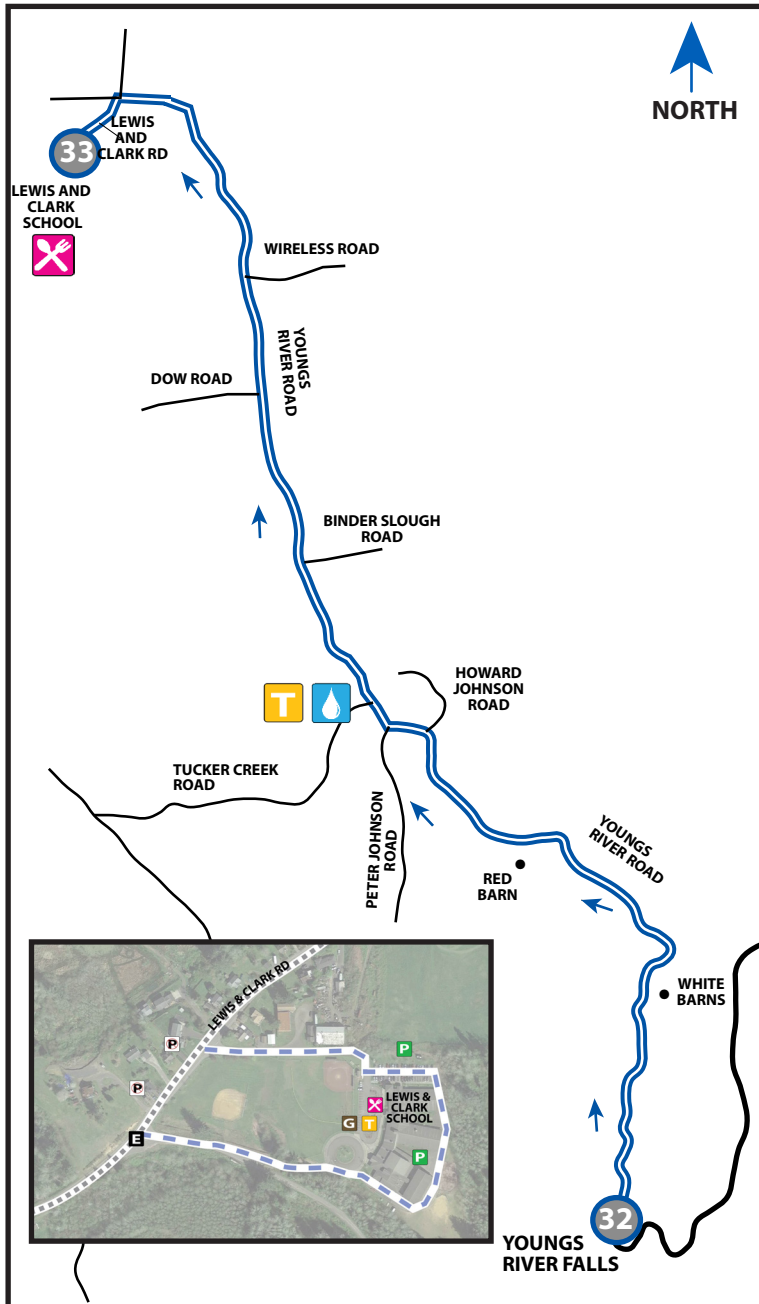 NORTH
LEWIS
AND
CLARK RD
33
LEWIS AND
CLARK
SCHOOL
WIRELESS ROAD
YOUNGS
RIVER ROAD
DOW ROAD
BINDER SLOUGH
ROAD
HOWARD
JOHNSON
ROAD
T
TUCKER CREEK
ROAD
PETER JOHNSON
ROAD
YOUNGS
RIVER ROAD
RED
BARN
WHITE
BARNS
LEWIS & CLARK RD
P
P
P
LEWIS &
CLARK
SCHOOL
G
T
E
P
32
YOUNGS
RIVER FALLS